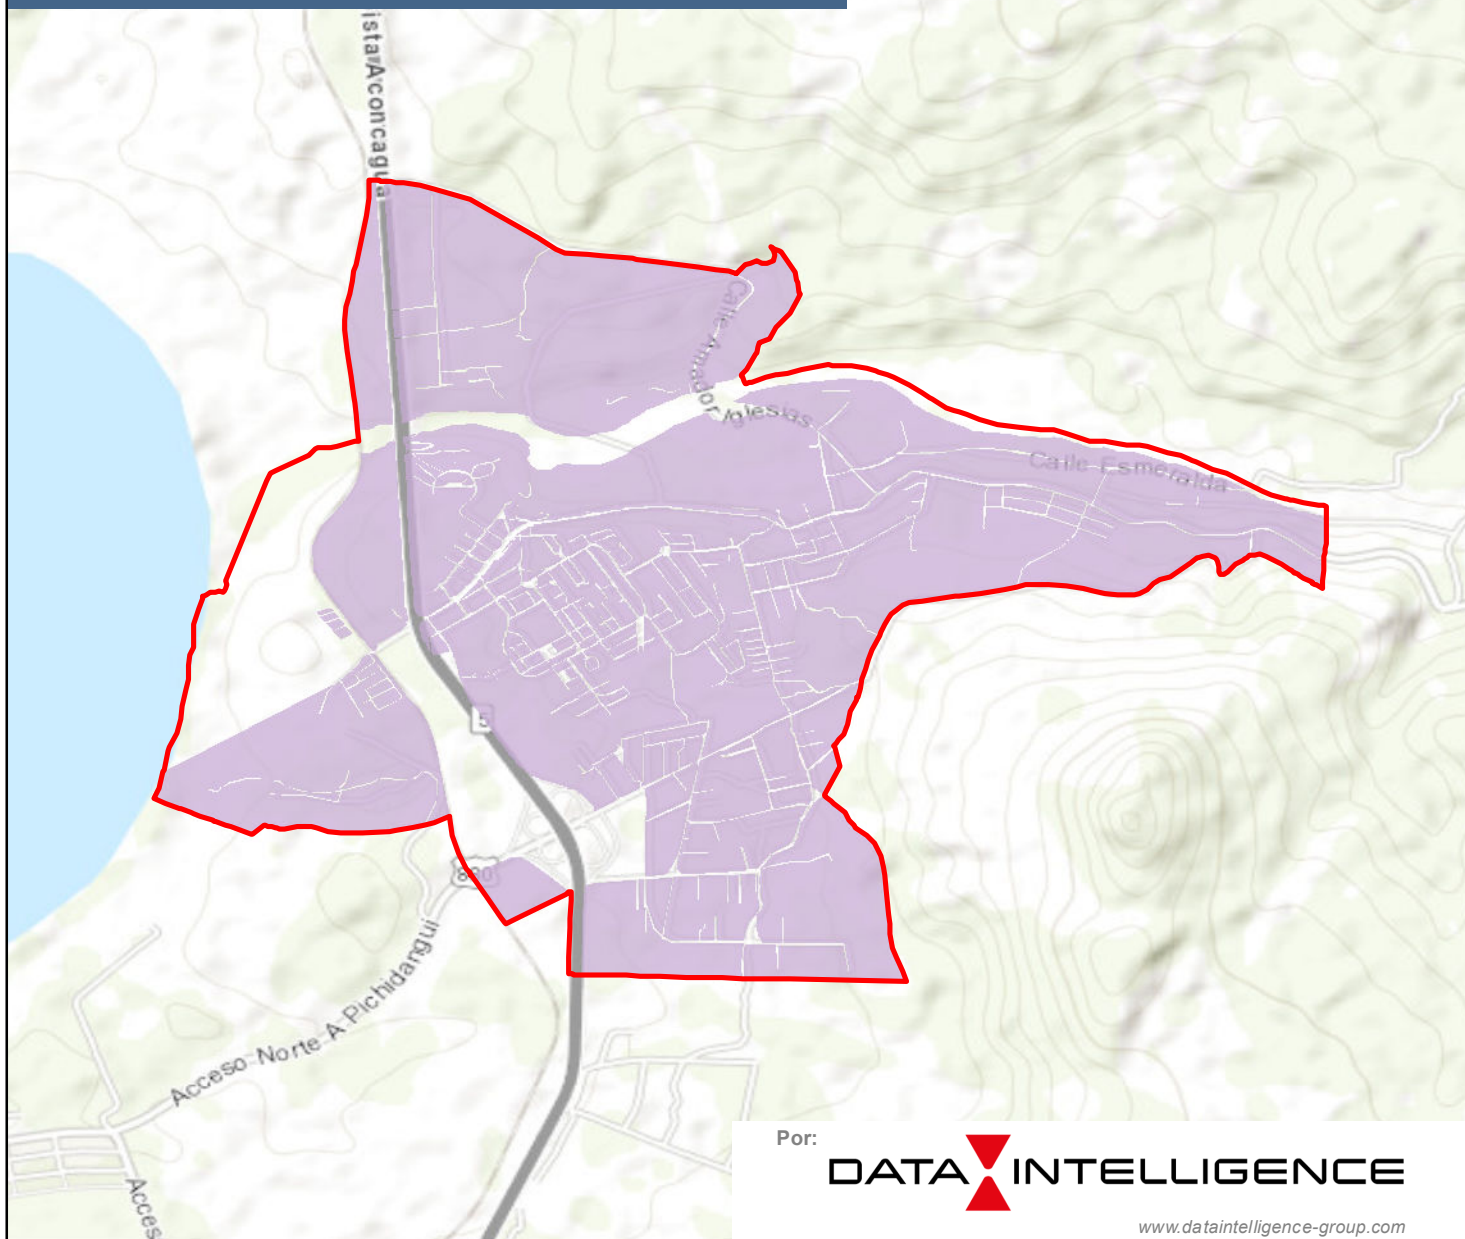 ista Aconcagua
Calle Amador Iglesias
Calle Esmeralda
5
890
Acceso Norte A Pichidangui
Acces
Por:
DATA INTELLIGENCE
www.dataintelligence-group.com